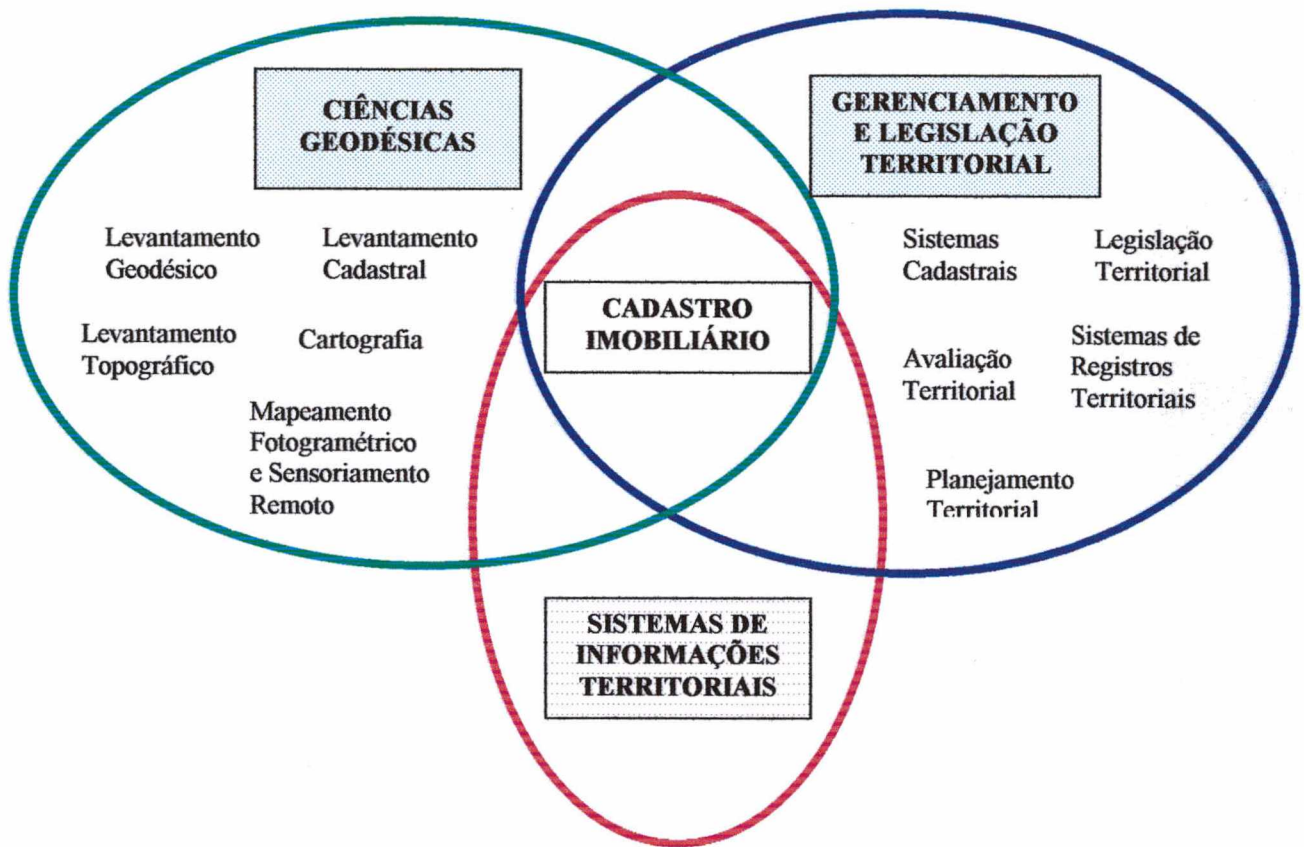 CIÊNCIAS
GEODÉSICAS
GERENCIAMENTO
E LEGISLAÇÃO
TERRITORIAL
Levantamento
Geodésico
Levantamento
Cadastral
Levantamento
Topográfico
Cartografia
Mapeamento
Fotogramétrico
e Sensoriamento
Remoto
CADASTRO
IMOBILIÁRIO
Sistemas
Cadastrais
Legislação
Territorial
Avaliação
Territorial
Sistemas de
Registros
Territoriais
Planejamento
Territorial
SISTEMAS DE
INFORMAÇÕES
TERRITORIAIS